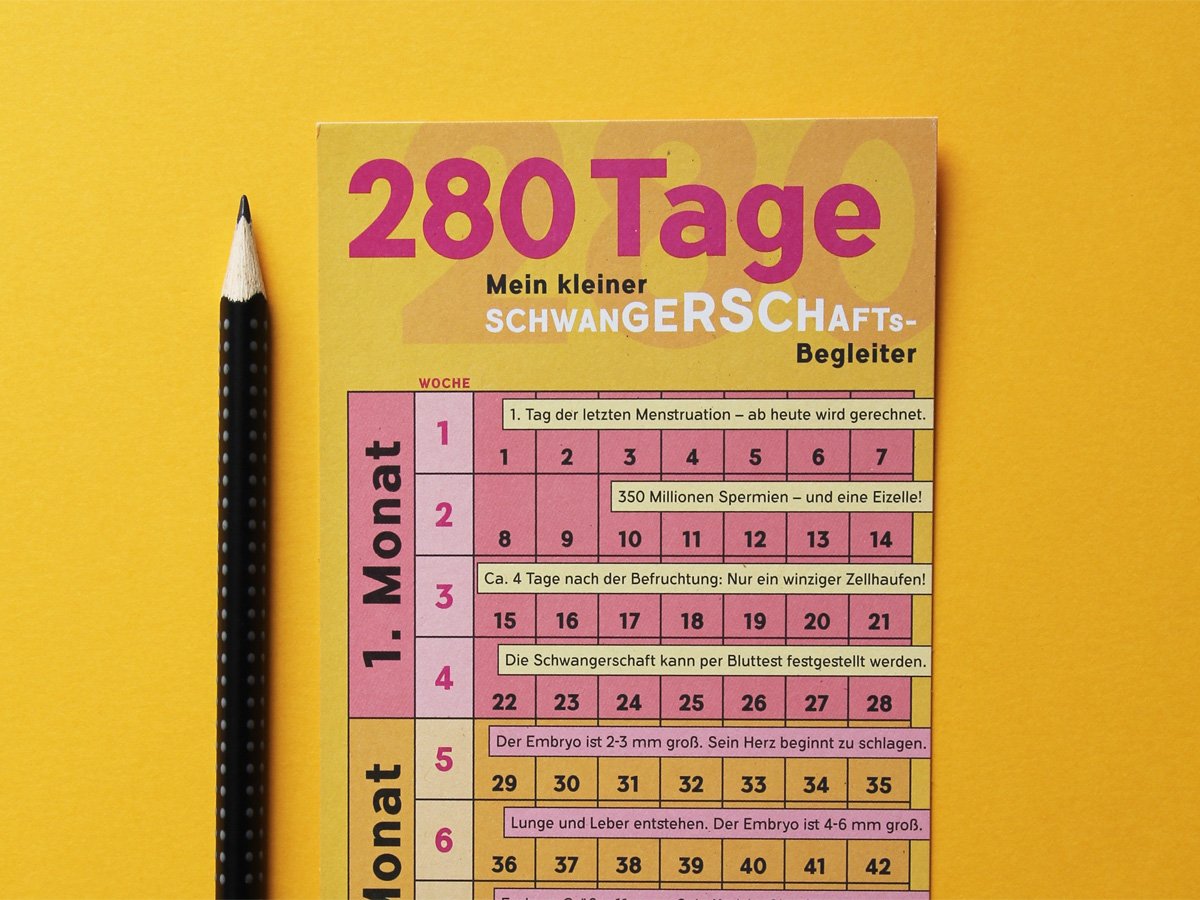 280 Tage
Mein kleiner
SCHWANGERSCHAFTs-
Begleiter
WOCHE
1. Monat
1
1. Tag der letzten Menstruation – ab heute wird gerechnet.
1 2 3 4 5 6 7
2
350 Millionen Spermien – und eine Eizelle!
8 9 10 11 12 13 14
3
Ca. 4 Tage nach der Befruchtung: Nur ein winziger Zellhaufen!
15 16 17 18 19 20 21
4
Die Schwangerschaft kann per Bluttest festgestellt werden.
22 23 24 25 26 27 28
Monat
5
Der Embryo ist 2-3 mm groß. Sein Herz beginnt zu schlagen.
29 30 31 32 33 34 35
6
Lunge und Leber entstehen. Der Embryo ist 4-6 mm groß.
36 37 38 39 40 41 42